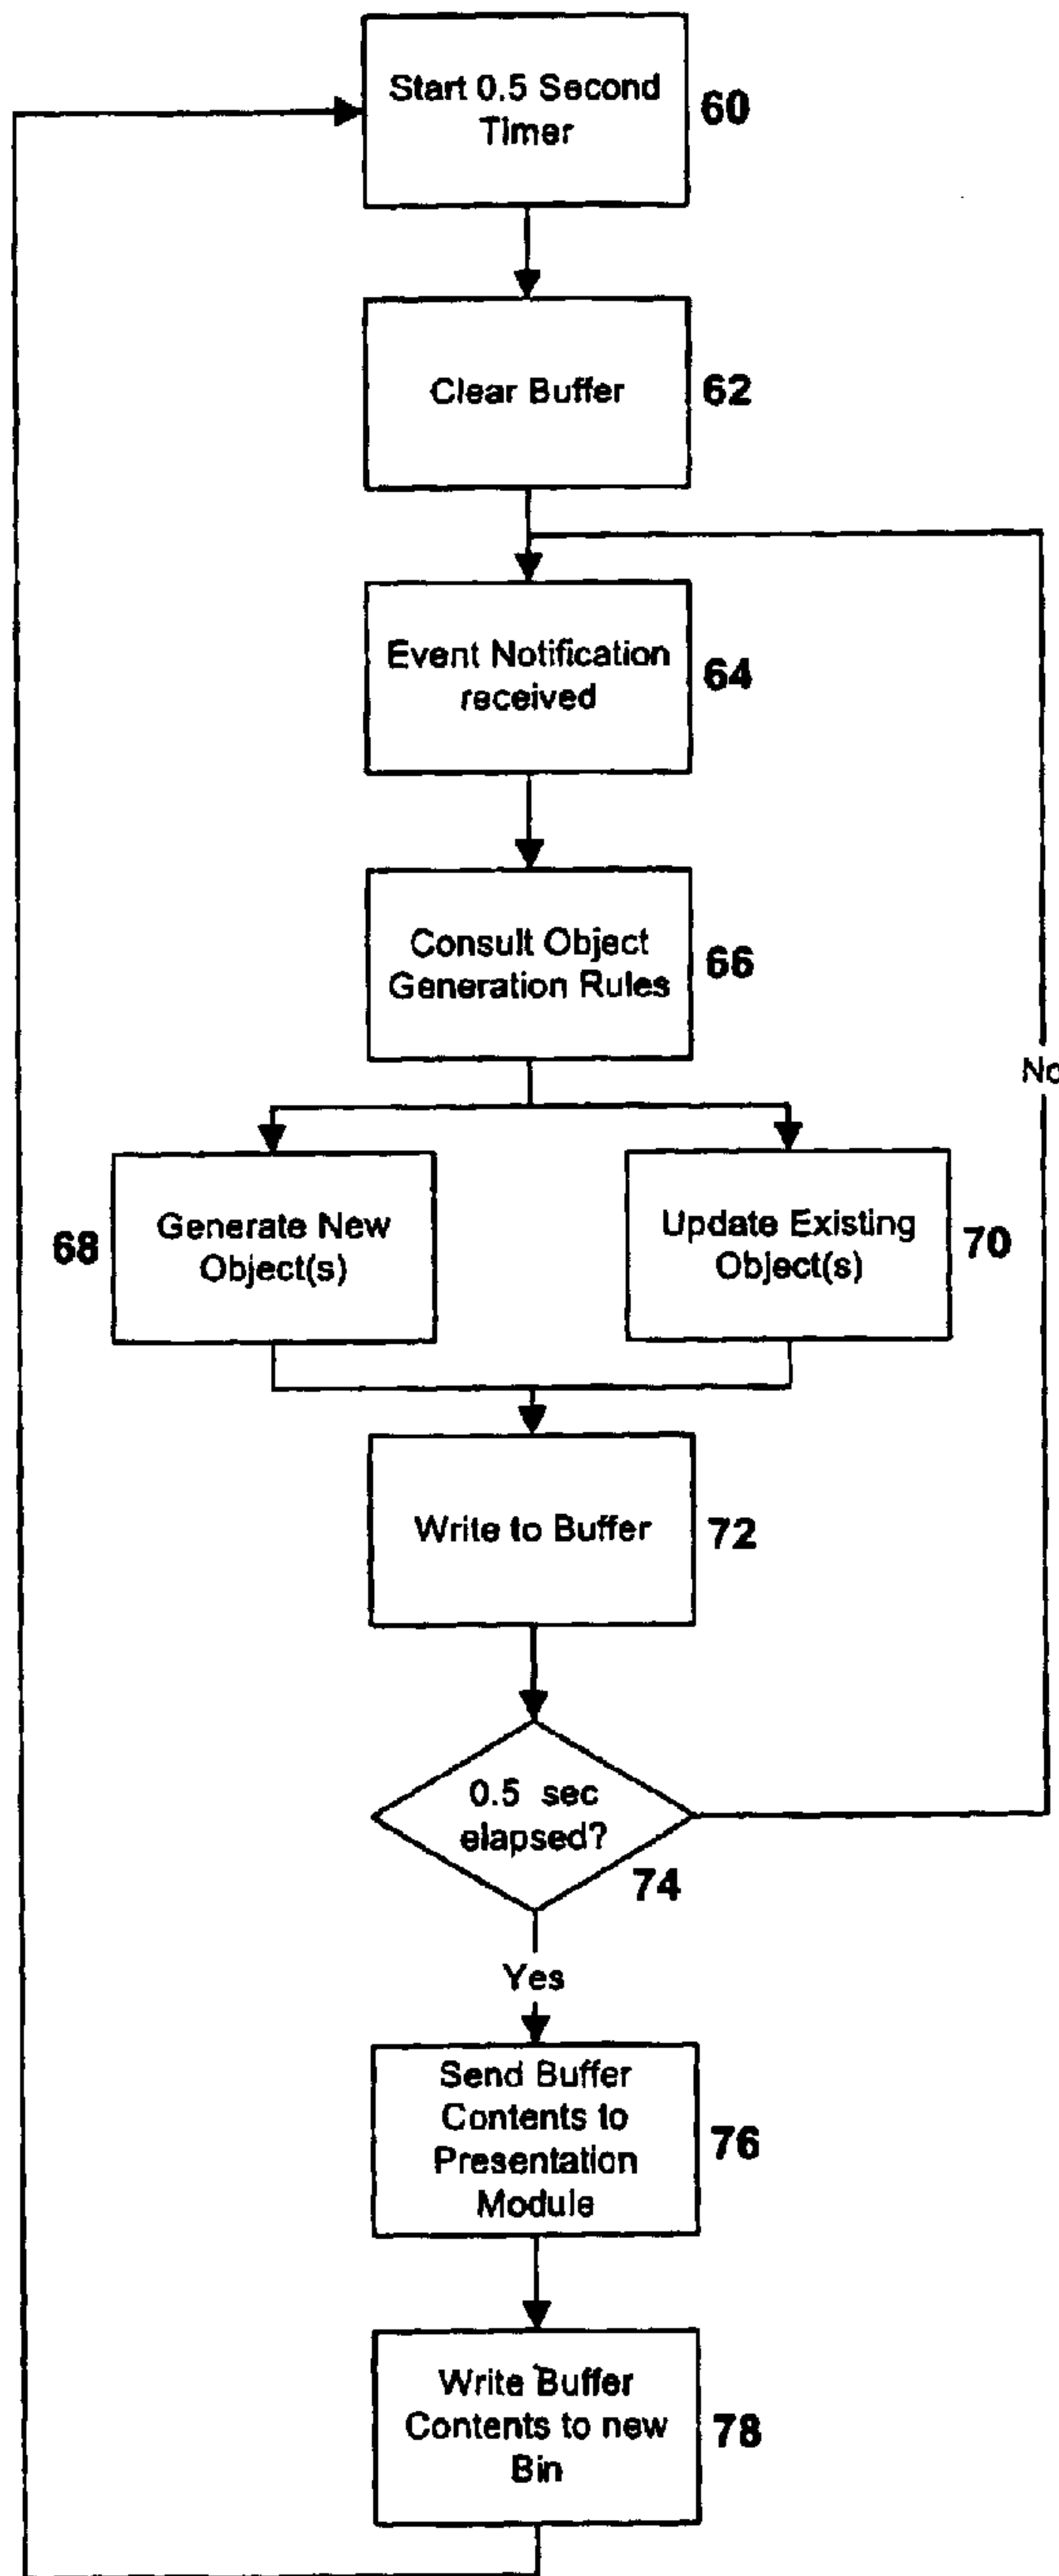 Start 0.5 Second
Timer
60
Clear Buffer
62
Event Notification
received
64
Consult Object
Generation Rules
66
No
68
Generate New
Object(s)
Update Existing
Object(s)
70
Write to Buffer
72
0.5 sec
elapsed?
74
Yes
Send Buffer
Contents to
Presentation
Module
76
Write Buffer
Contents to new
Bin
78